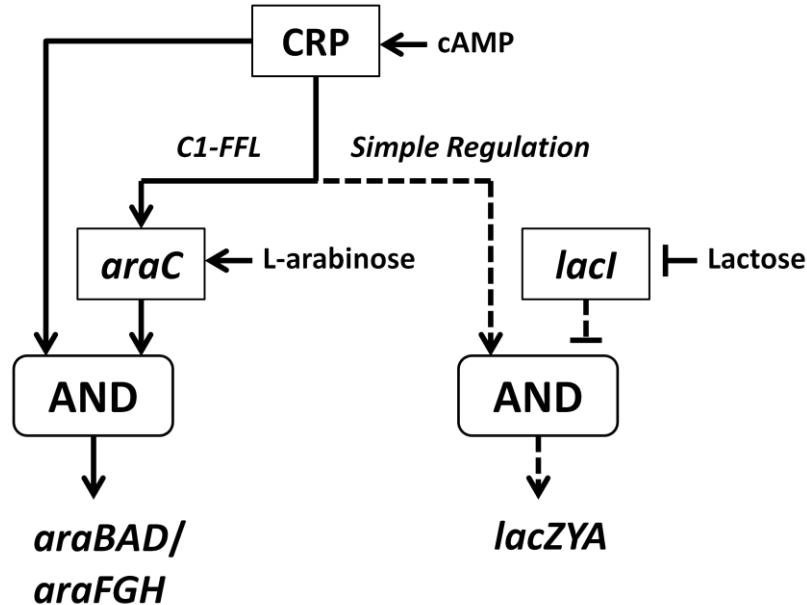 CRP
cAMP
C1-FFL
Simple Regulation
araC
L-arabinose
lacI
Lactose
AND
AND
araBAD/
araFGH
lacZYA